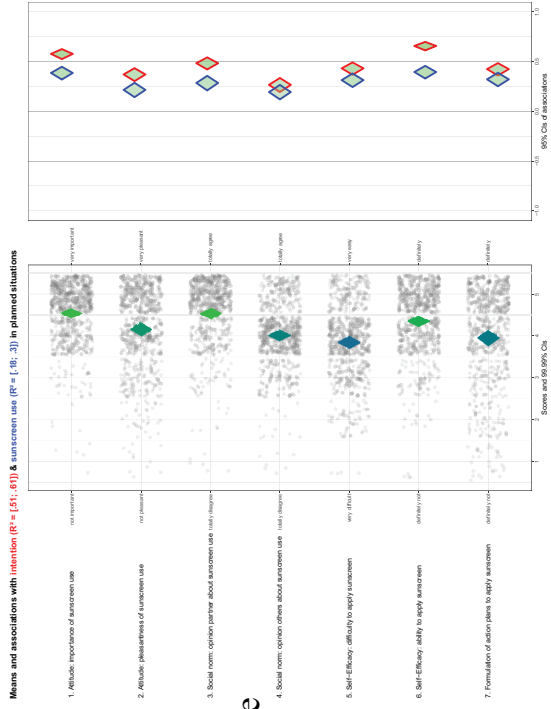 Means and associations with intention (R² = [.51; .61]) & sunscreen use (R² = [.18; .3]) in planned situations
1. Attitude: importance of sunscreen use
not important
very important
2. Attitude: pleasantness of sunscreen use
not pleasant
very pleasant
3. Social norm: opinion partner about sunscreen use
totally disagree
totally agree
4. Social norm: opinion others about sunscreen use
totally disagree
totally agree
5. Self-Efficacy: difficulty to apply sunscreen
very difficult
very easy
6. Self-Efficacy: ability to apply sunscreen
definitely not
definitely
7. Formulation of action plans to apply sunscreen
definitely not
definitely
1
2
3
4
5
Scores and 99.99% CIs
-1.0
-0.5
0.0
0.5
1.0
95% CIs of associations
e